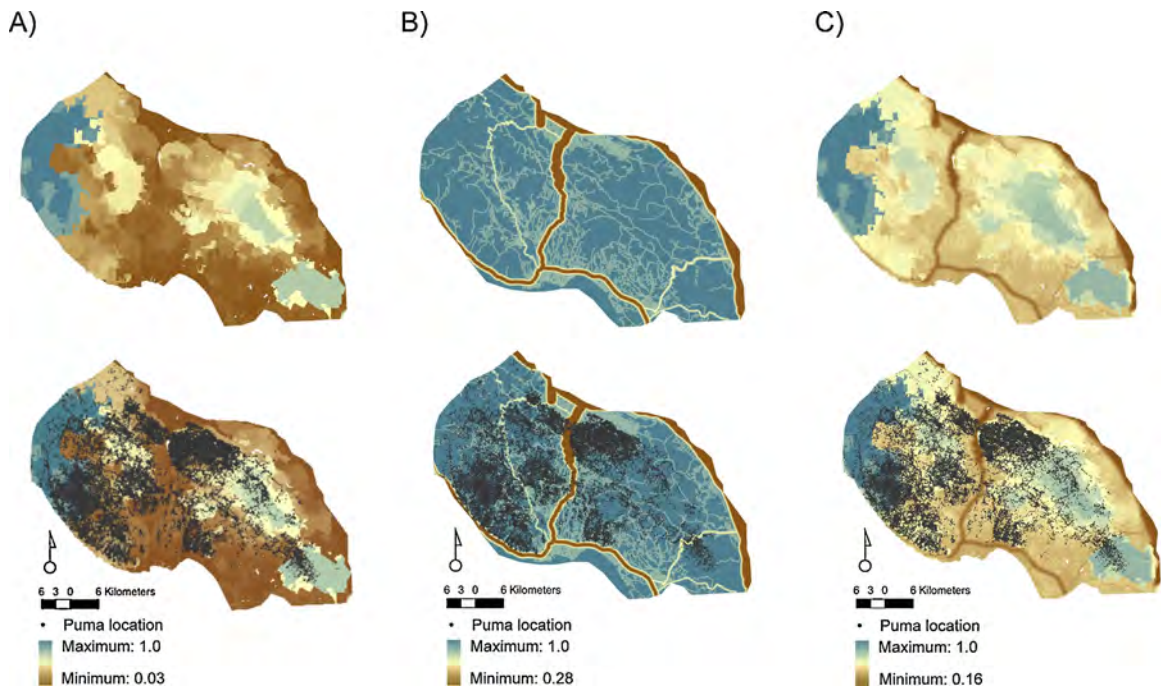 A)
B)
C)
6 3 0 6 Kilometers
Puma location
Maximum: 1.0
Minimum: 0.03
6 3 0 6 Kilometers
Puma location
Maximum: 1.0
Minimum: 0.28
6 3 0 6 Kilometers
Puma location
Maximum: 1.0
Minimum: 0.16